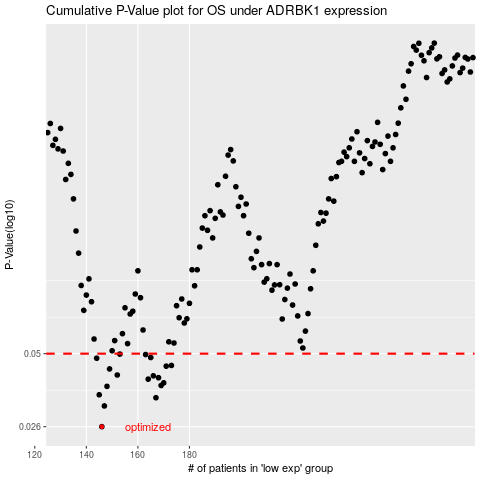 Cumulative P-Value plot for OS under ADRBK1 expression
P-Value(log10)
0.05
0.026
optimized
120 140 160 180
# of patients in 'low exp' group